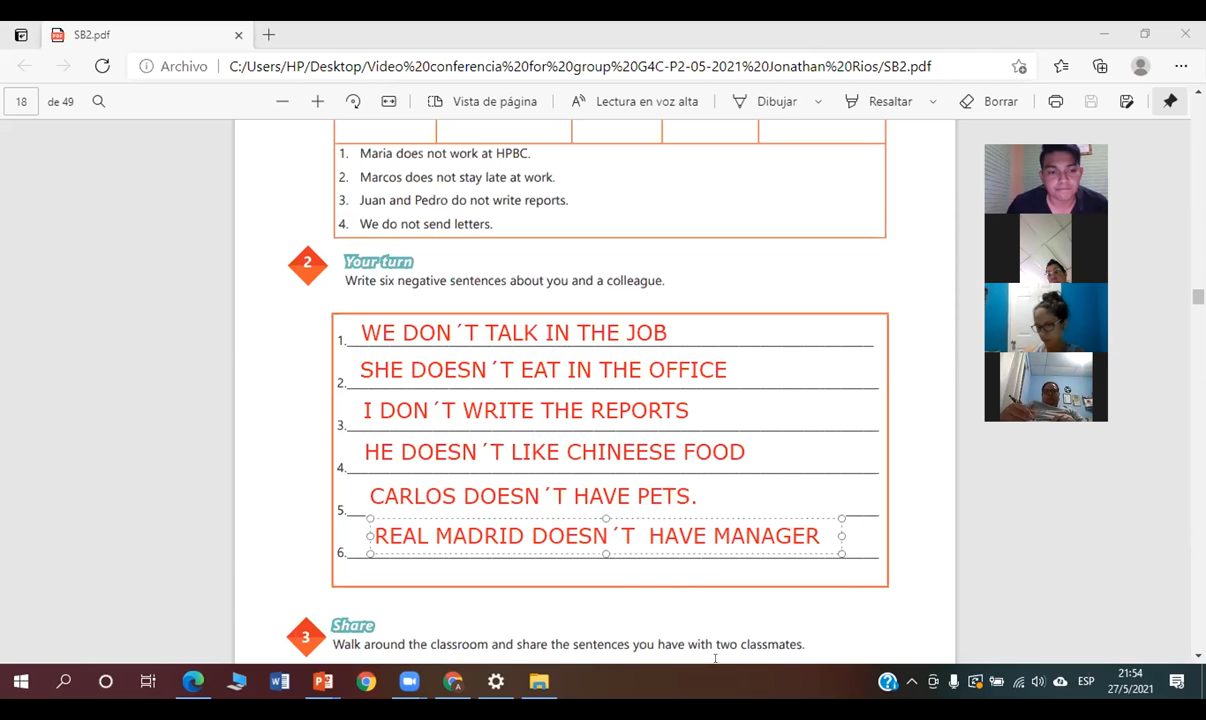 SB2.pdf
Archivo
C:/Users/HP/Desktop/Video%20conferencia%20for%20group%20G4C-P2-05-2021%20Jonathan%20Rios/SB2.pdf
18
de 49
Vista de página
Lectura en voz alta
Dibujar
Resaltar
Borrar
1. Maria does not work at HPBC.
2. Marcos does not stay late at work.
3. Juan and Pedro do not write reports.
4. We do not send letters.
2
Your turn
Write six negative sentences about you and a colleague.
1. WE DON´T TALK IN THE JOB
2. SHE DOESN´T EAT IN THE OFFICE
3. I DON´T WRITE THE REPORTS
4. HE DOESN´T LIKE CHINEESE FOOD
5. CARLOS DOESN´T HAVE PETS.
6. REAL MADRID DOESN´T HAVE MANAGER
3
Share
Walk around the classroom and share the sentences you have with two classmates.
ESP
21:54
27/5/2021